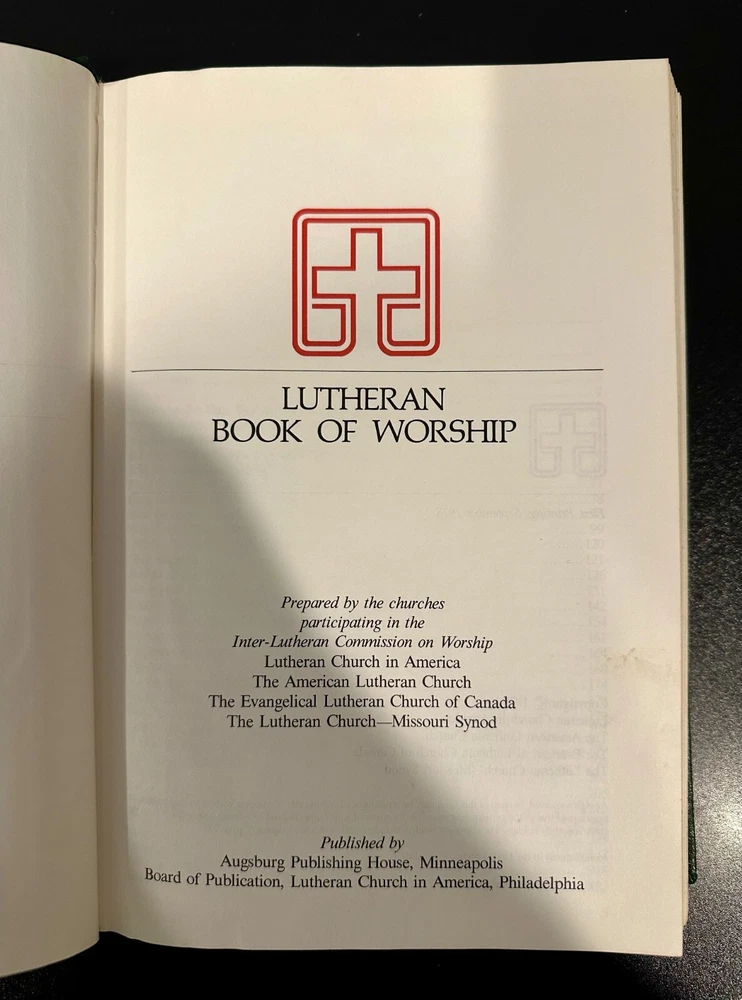 LUTHERAN
BOOK OF WORSHIP
Prepared by the churches
participating in the
Inter-Lutheran Commission on Worship
Lutheran Church in America
The American Lutheran Church
The Evangelical Lutheran Church of Canada
The Lutheran Church—Missouri Synod
Published by
Augsburg Publishing House, Minneapolis
Board of Publication, Lutheran Church in America, Philadelphia